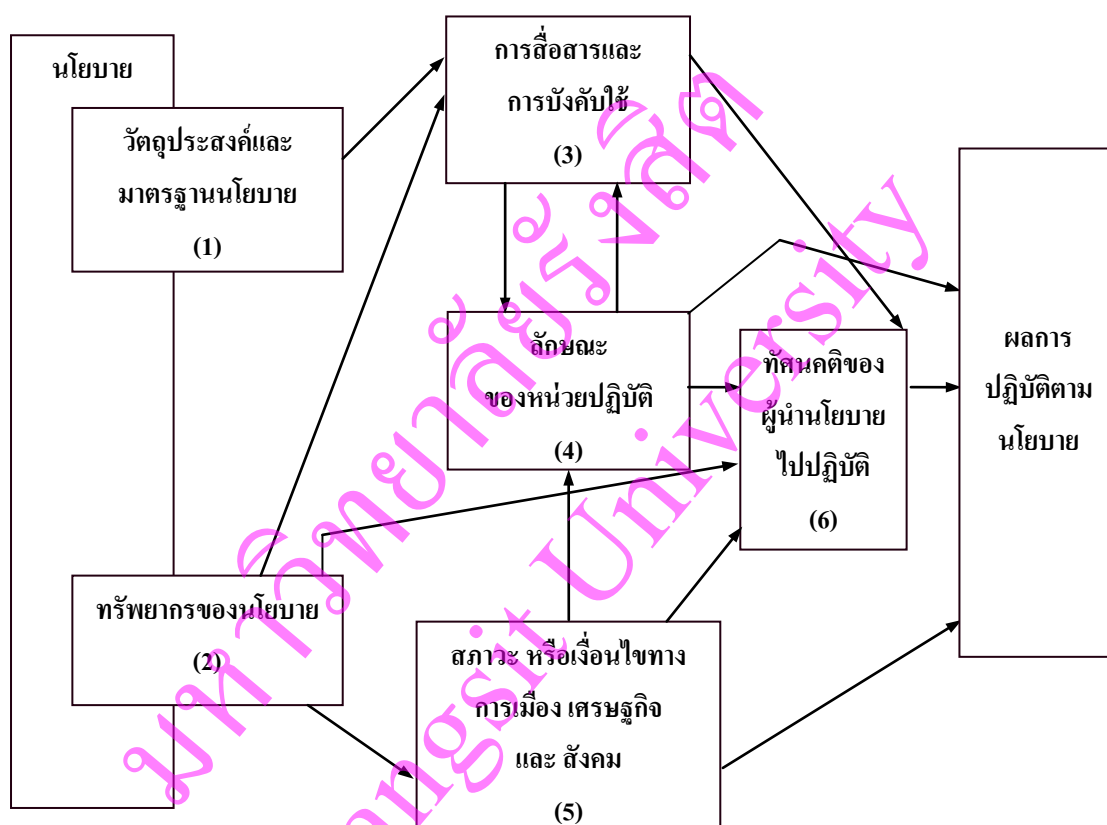 นโยบาย
วัตถุประสงค์และ
มาตรฐานนโยบาย
(1)
ทรัพยากรของนโยบาย
(2)
การสื่อสารและ
การบังคับใช้
(3)
ลักษณะ
ของหน่วยปฏิบัติ
(4)
สภาวะ หรือเงื่อนไขทาง
การเมือง เศรษฐกิจ
และ สังคม
(5)
ทัศนคติของ
ผู้นำนโยบาย
ไปปฏิบัติ
(6)
ผลการ
ปฏิบัติตาม
นโยบาย
มหาวิทยาลัยรังสิต
angsit University